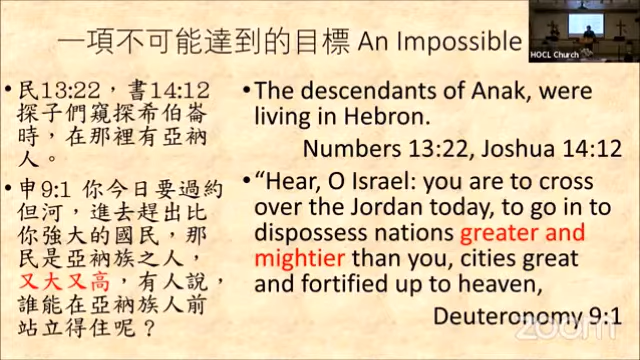 一項不可能達到的目標 An Impossible
HOCL Church
• 民13:22，書14:12
探子們窺探希伯崙
時，在那裡有亞衲
人。
• 申9:1 你今日要過約
但河，進去趕出比
你強大的國民，那
民是亞衲族之人，
又大又高，有人說，
誰能在亞衲族人前
站立得住呢？
• The descendants of Anak, were
living in Hebron.
Numbers 13:22, Joshua 14:12
• “Hear, O Israel: you are to cross
over the Jordan today, to go in to
dispossess nations greater and
mightier than you, cities great
and fortified up to heaven,
Deuteronomy 9:1
zoom